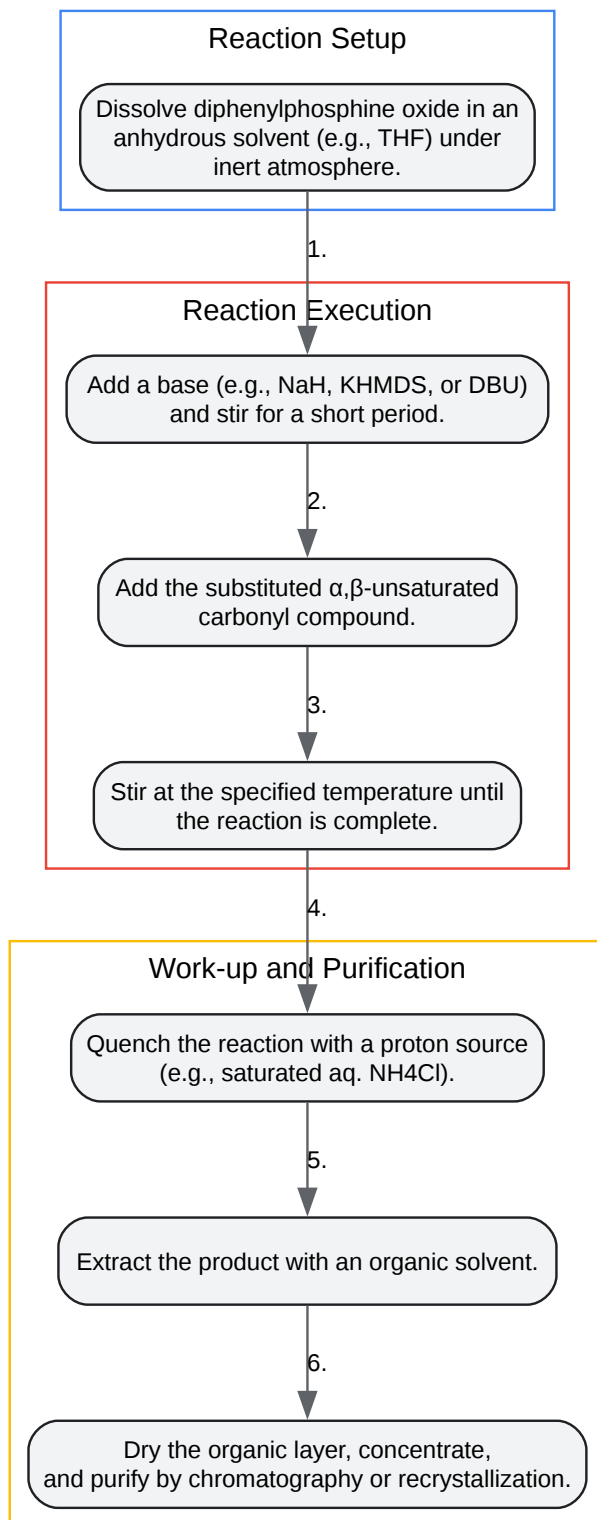 Reaction Setup
Dissolve diphenylphosphine oxide in an
anhydrous solvent (e.g., THF) under
inert atmosphere.
1.
Reaction Execution
Add a base (e.g., NaH, KHMDS, or DBU)
and stir for a short period.
2.
Add the substituted α,β-unsaturated
carbonyl compound.
3.
Stir at the specified temperature until
the reaction is complete.
4.
Work-up and Purification
Quench the reaction with a proton source
(e.g., saturated aq. NH4Cl).
5.
Extract the product with an organic solvent.
6.
Dry the organic layer, concentrate,
and purify by chromatography or recrystallization.